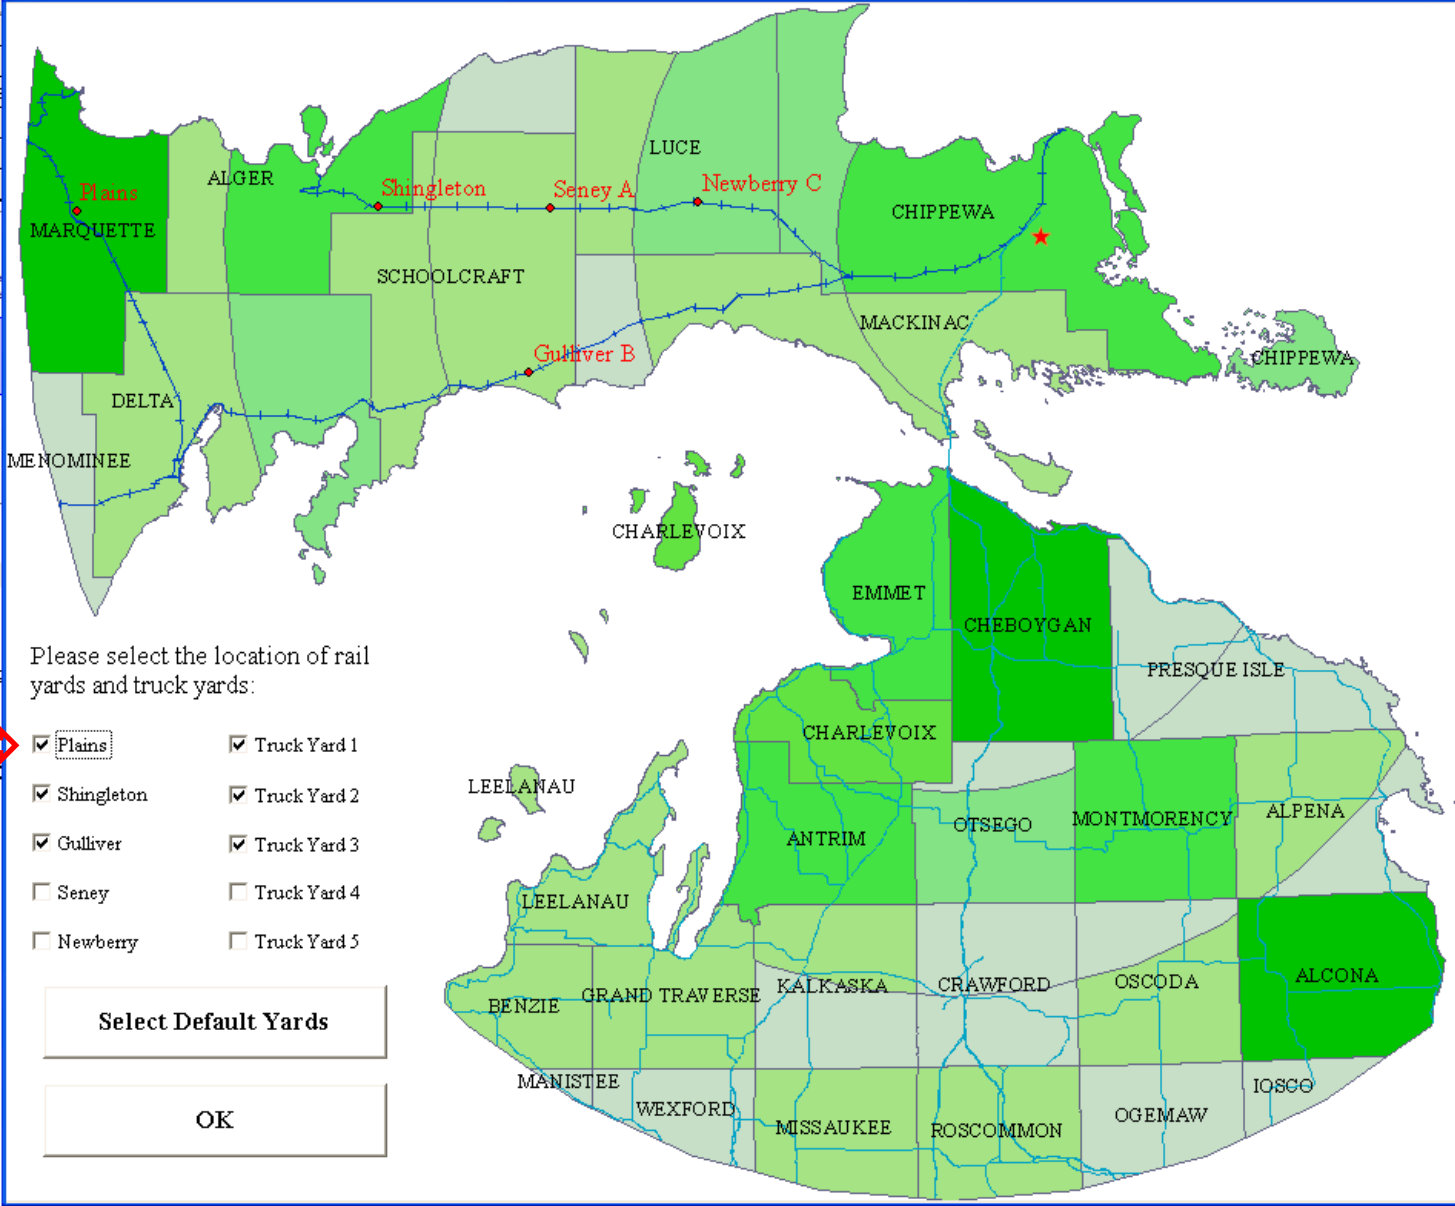 LUCE
Plains
ALGER
Shingleton
Seney A
Newberry C
MARQUETTE
CHIPPEWA
SCHOOLCRAFT
MACKINAC
Gulliver B
CHIPPEWA
DELTA
MENOMINEE
CHARLEVOIX
EMMET
CHEBOYGAN
PRESQUE ISLE
CHARLEVOIX
LEELANAU
ANTRIM
OTSEGO
MONTMORENCY
ALPENA
LEELANAU
BENZIE
GRAND TRAVERSE
KALKASKA
CRAWFORD
OSCODA
ALCONA
MANISTEE
WEXFORD
MISSAUKEE
ROSCOMMON
OGEMAW
IOSCO
Please select the location of rail
yards and truck yards:
Plains
Truck Yard 1
Shingleton
Truck Yard 2
Gulliver
Truck Yard 3
Seney
Truck Yard 4
Newberry
Truck Yard 5
Select Default Yards
OK